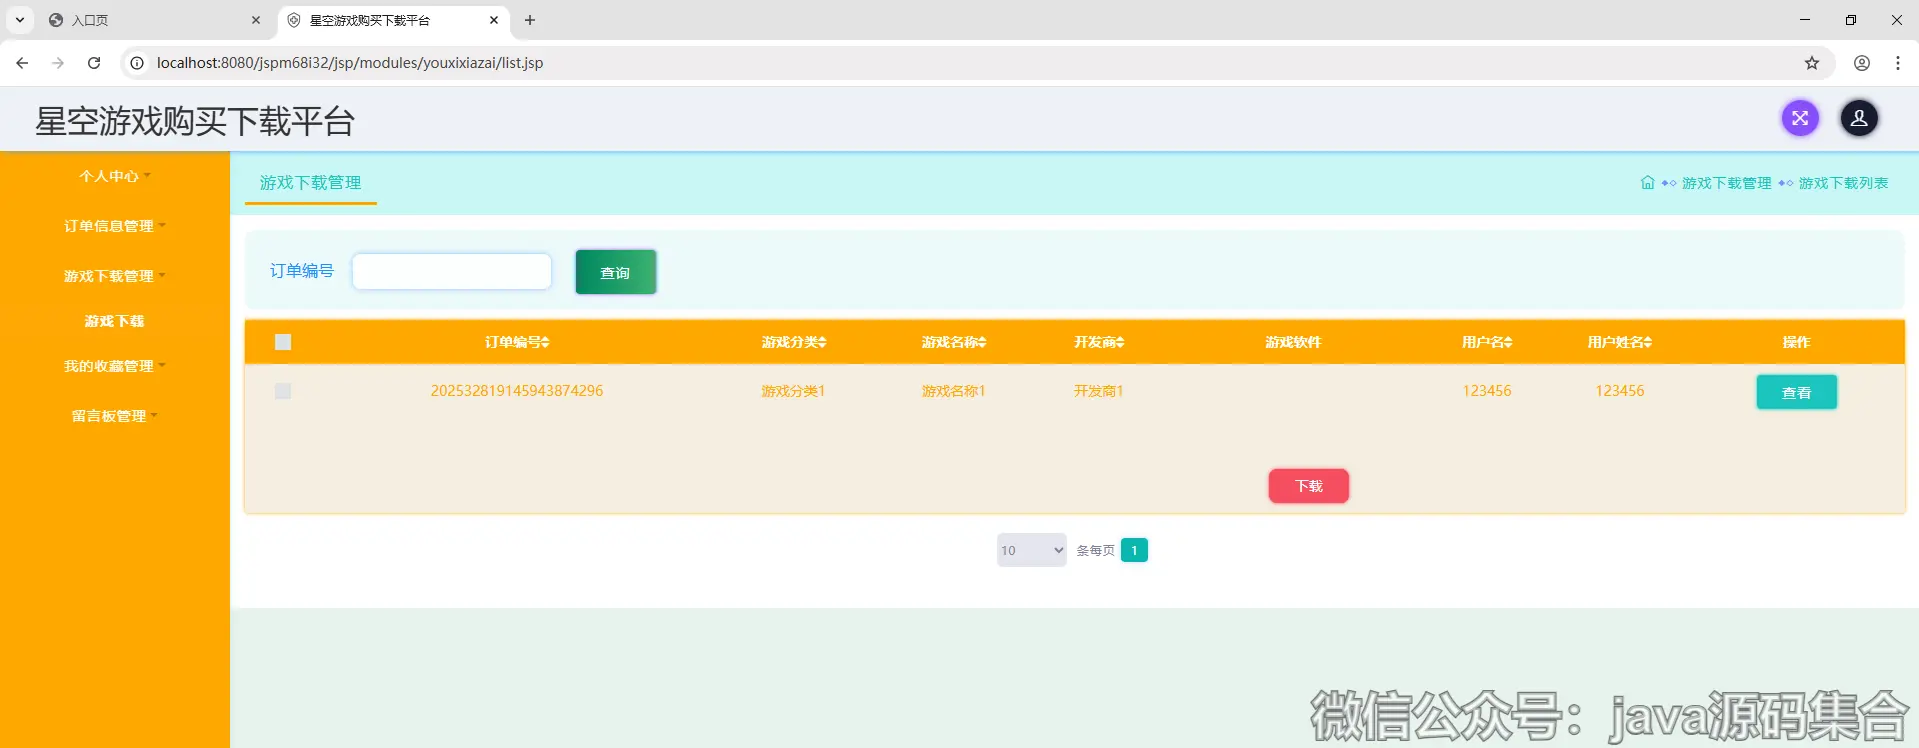 入口页
星空游戏购买下载平台
localhost:8080/jspm68i32/jsp/modules/youxixiazai/list.jsp
星空游戏购买下载平台
个人中心
订单信息管理
游戏下载管理
游戏下载
我的收藏管理
留言板管理
游戏下载管理
游戏下载管理 游戏下载列表
订单编号 查询
订单编号 游戏分类 游戏名称 开发商 游戏软件 用户名 用户姓名 操作
202532819145943874296 游戏分类1 游戏名称1 开发商1 123456 123456 查看
下载
10 条每页 1
微信公众号：java源码集合